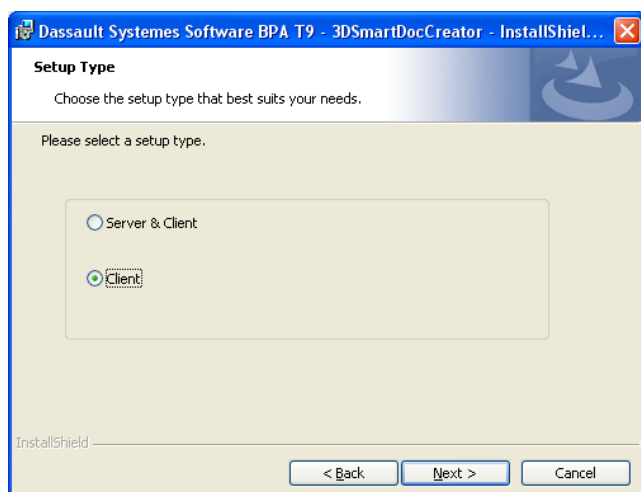 Dassault Systemes Software BPA T9 - 3DSmartDocCreator - InstallShiel...
Setup Type
Choose the setup type that best suits your needs.
Please select a setup type.
Server & Client
Client
InstallShield
< Back Next > Cancel